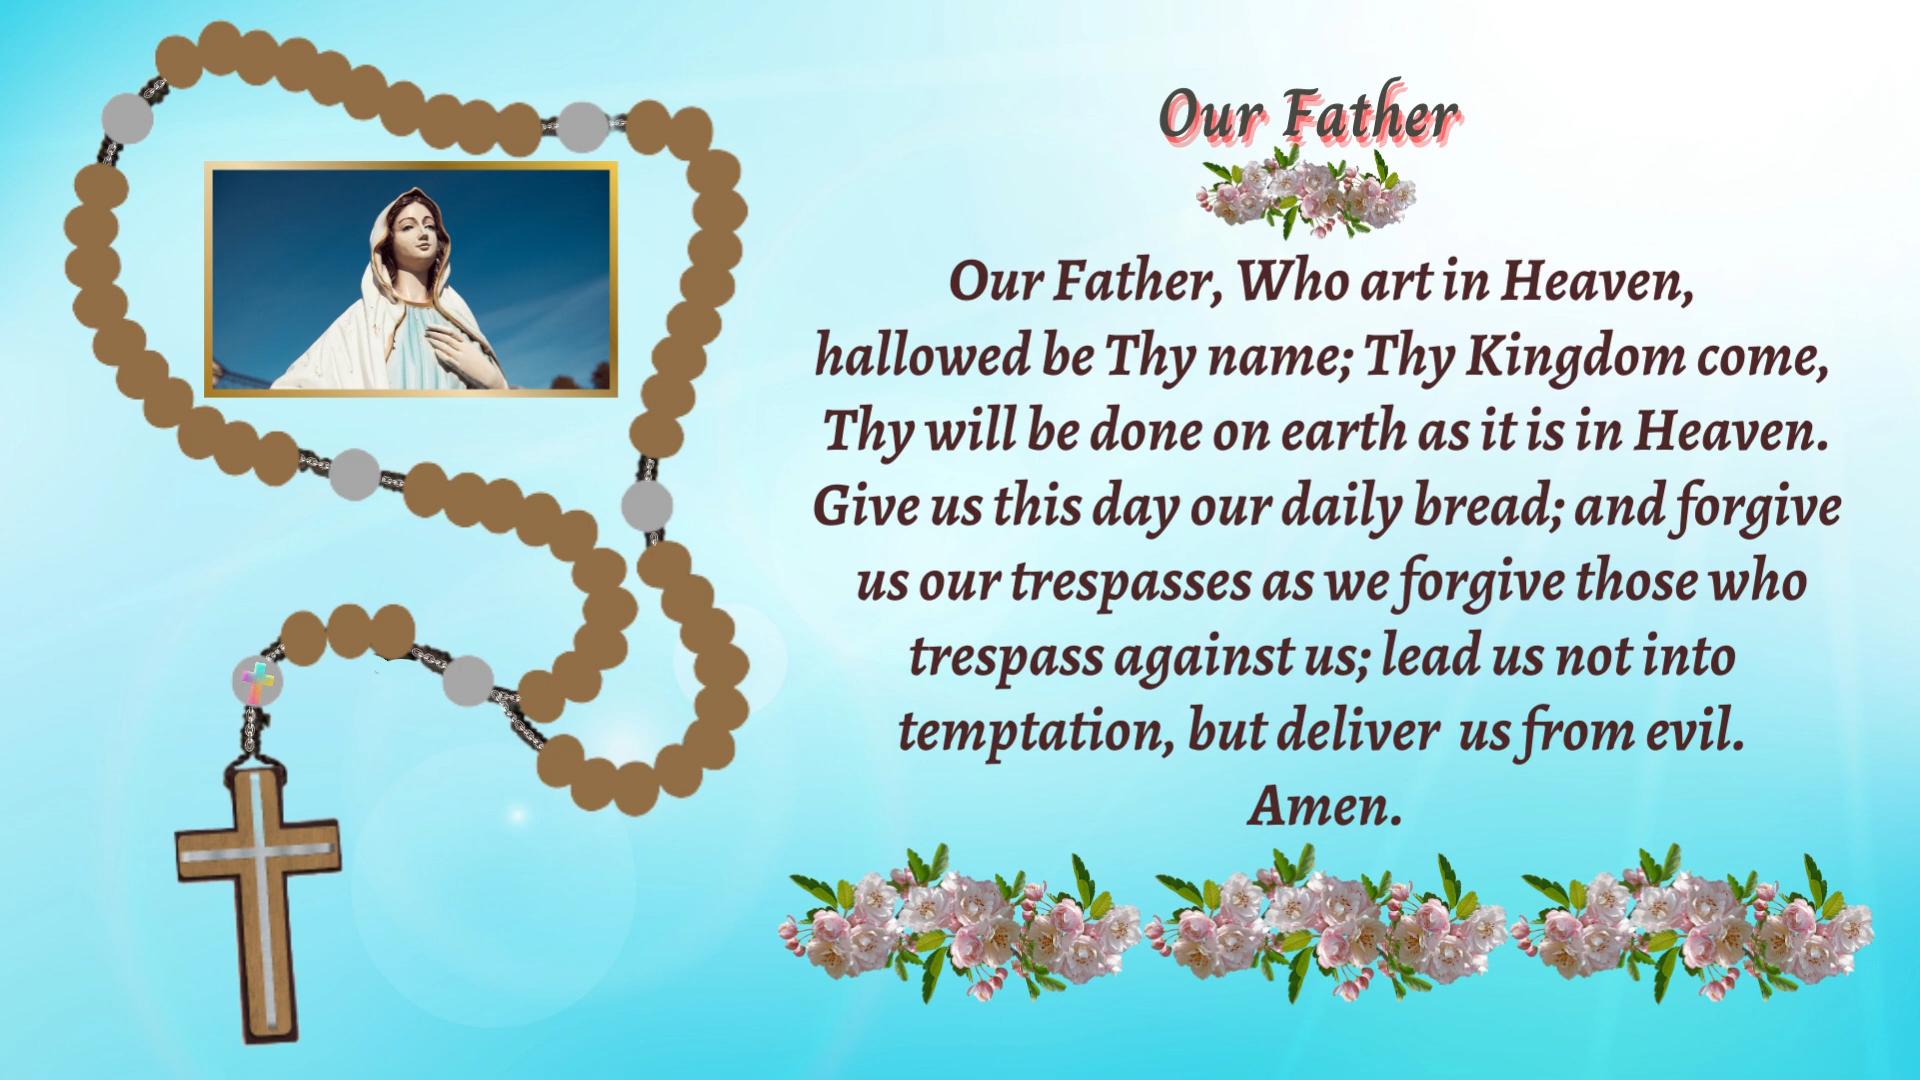 Our Father
Our Father, Who art in Heaven,
hallowed be Thy name; Thy Kingdom come,
Thy will be done on earth as it is in Heaven.
Give us this day our daily bread; and forgive
us our trespasses as we forgive those who
trespass against us; lead us not into
temptation, but deliver  us from evil.
Amen.